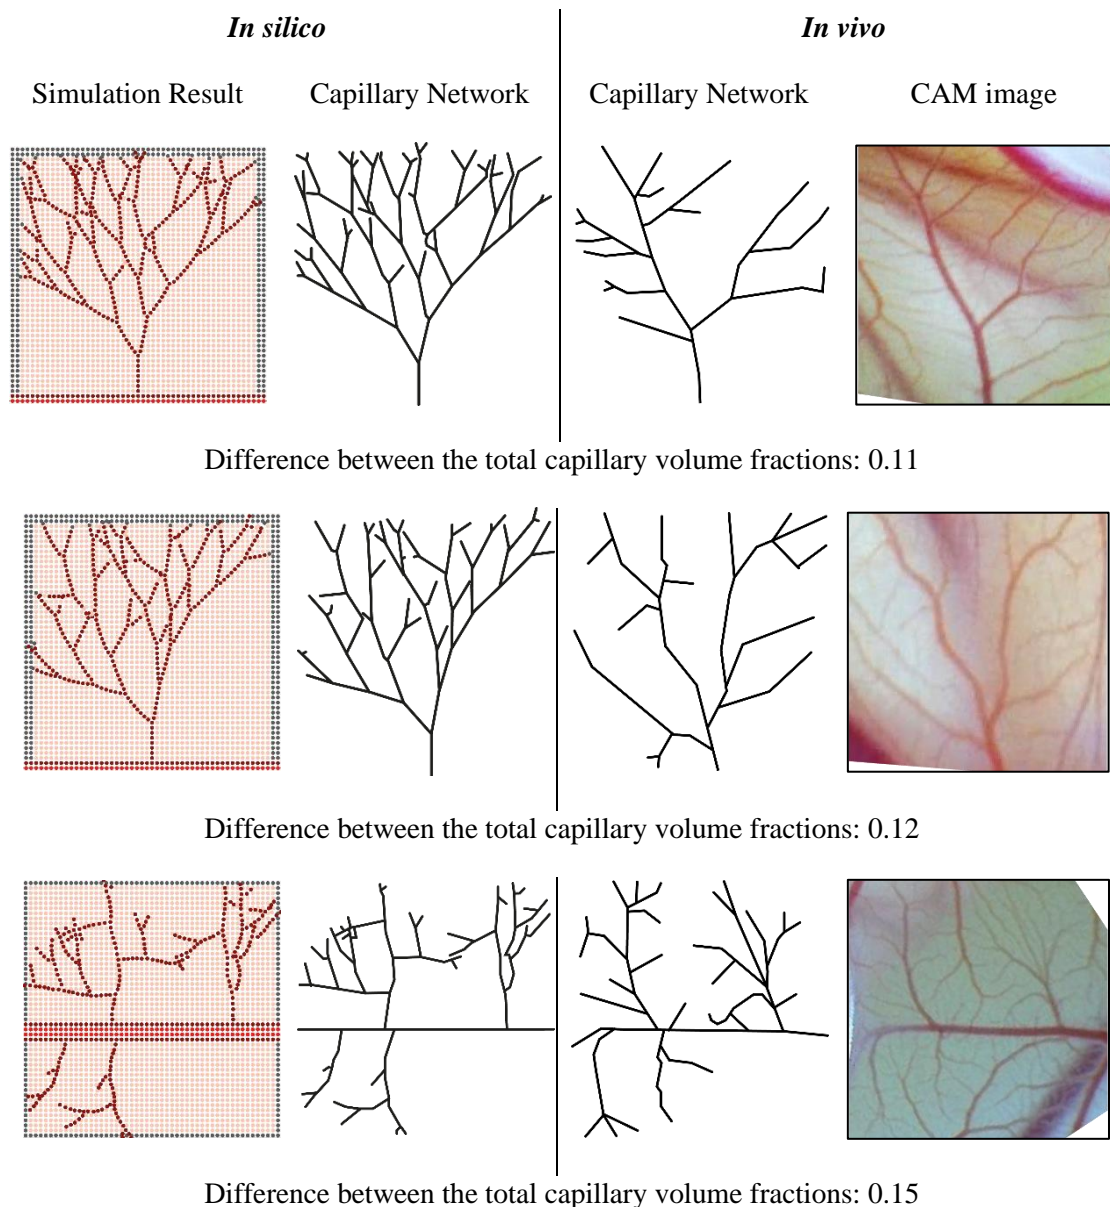 In silico
In vivo
Simulation Result
Capillary Network
Capillary Network
CAM image
Difference between the total capillary volume fractions: 0.11
Difference between the total capillary volume fractions: 0.12
Difference between the total capillary volume fractions: 0.15